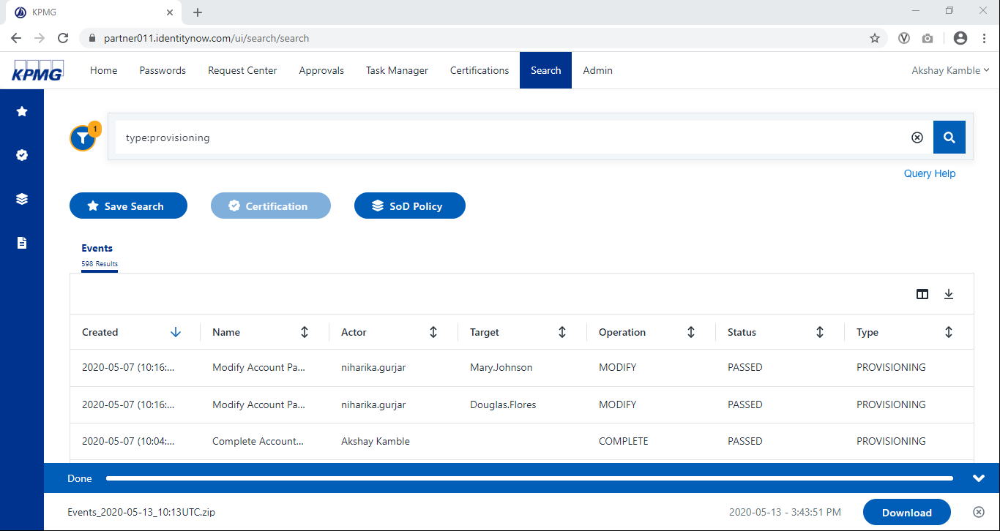 KPMG
partner011.identitynow.com/ui/search/search
KPMG Home Passwords Request Center Approvals Task Manager Certifications Search Admin Akshay Kamble
1
type:provisioning
Query Help
Save Search Certification SoD Policy
Events
598 Results
Created Name Actor Target Operation Status Type
2020-05-07 (10:16:... Modify Account Pa... niharika.gurjar Mary.Johnson MODIFY PASSED PROVISIONING
2020-05-07 (10:16:... Modify Account Pa... niharika.gurjar Douglas.Flores MODIFY PASSED PROVISIONING
2020-05-07 (10:04:... Complete Account... Akshay Kamble COMPLETE PASSED PROVISIONING
Done
Events_2020-05-13_10:13UTC.zip 2020-05-13 - 3:43:51 PM Download